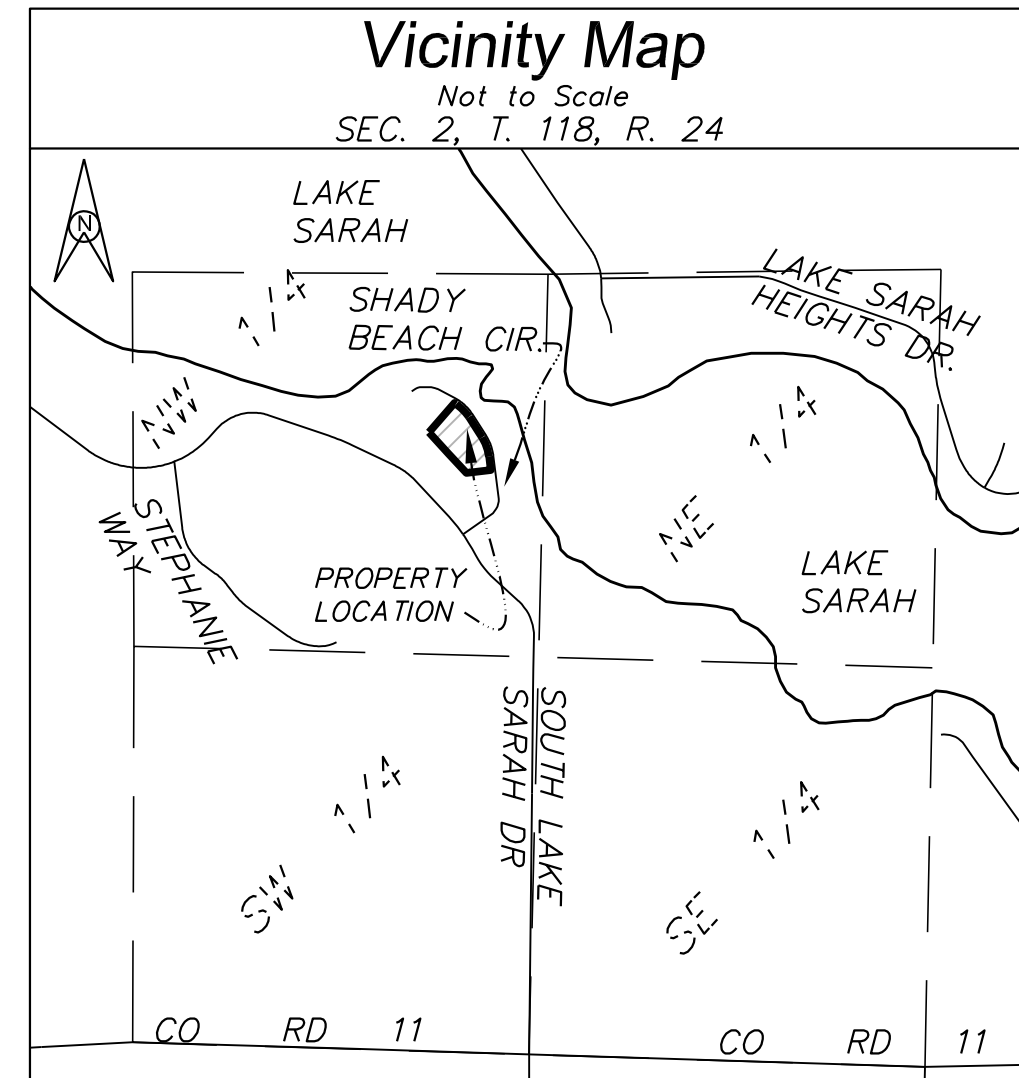 Vicinity Map
Not to Scale
SEC. 2, T. 118, R. 24
N
LAKE
SARAH
SHADY
BEACH CIR.
LAKE SARAH
HEIGHTS DR.
NW 1/4
NE 1/4
STEPHANIE
WAY
PROPERTY
LOCATION
LAKE
SARAH
SOUTH LAKE
SARAH DR
SW 1/4
SE 1/4
CO RD 11
CO RD 11